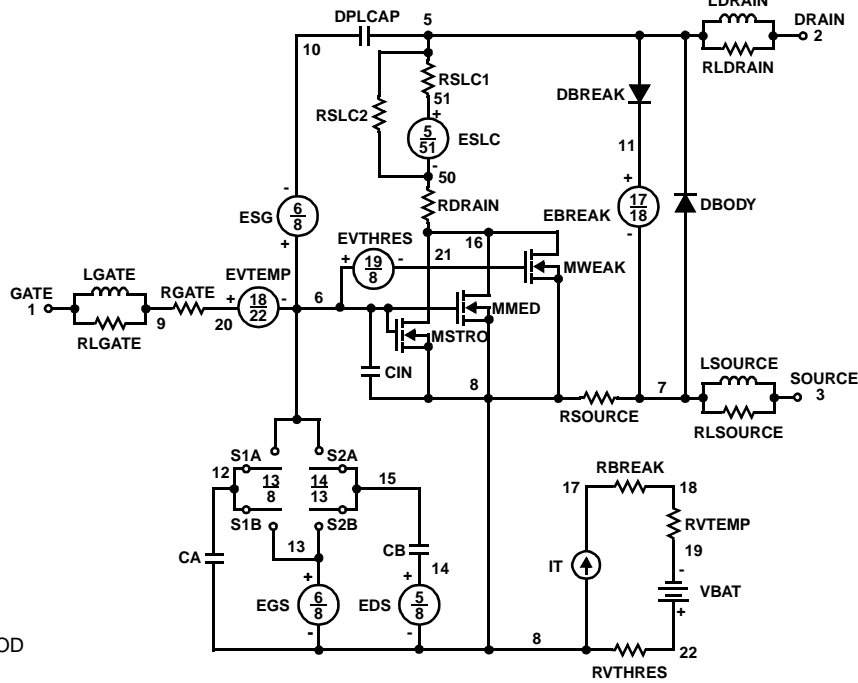 LDRAIN
DPLCAP 5 DRAIN
10 2
RLDRAIN
RSLC1
51
DBREAK
RSLC2
+
5
51
ESLC
11
-
50
-
+
17
18
DBODY
RDRAIN
6
8
ESG
EBREAK
+
EVTHRES
16
-
21
+ 19 -
8
MWEAK
LGATE EVTEMP
GATE RGATE + 18 - 6
22
MMED
1
9 20
MSTRO
RLGATE
LSOURCE
CIN
8 7 SOURCE
3
RSOURCE
RLSOURCE
S1A S2A
12 13 14 15
8 13
RBREAK
17 18
S1B S2B
RVTEMP
13
CB
CA
19
IT
14
-
+ +
VBAT
EGS 6 EDS 5
8 8
+
- -
8
22
OD
RVTHRES